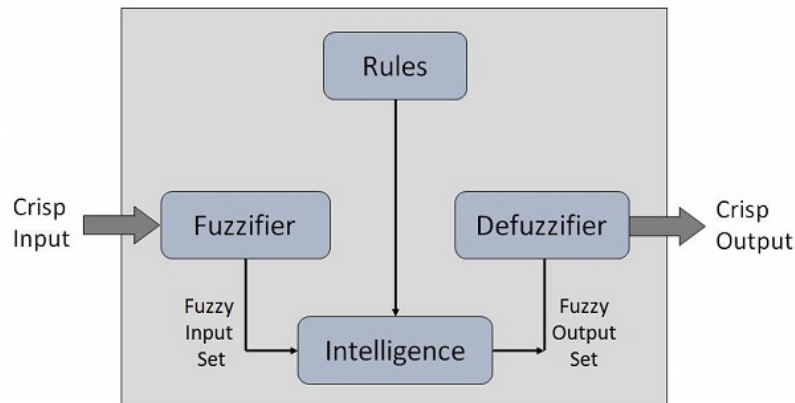 Rules
Crisp
Input
Fuzzifier
Defuzzifier
Crisp
Output
Fuzzy
Input
Set
Intelligence
Fuzzy
Output
Set